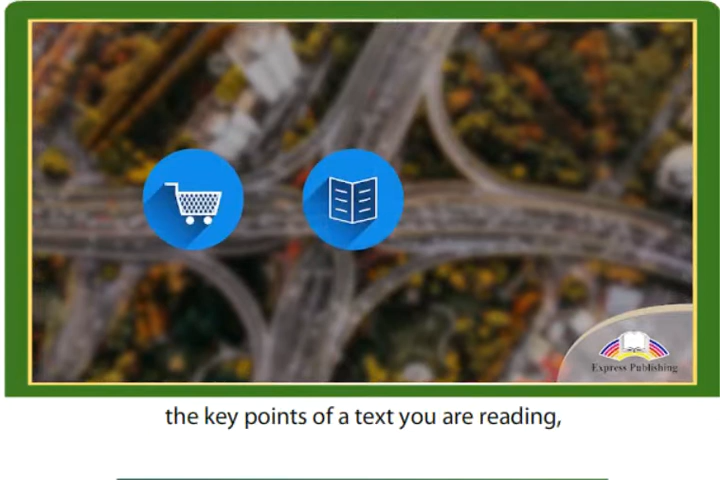 Express Publishing
the key points of a text you are reading,